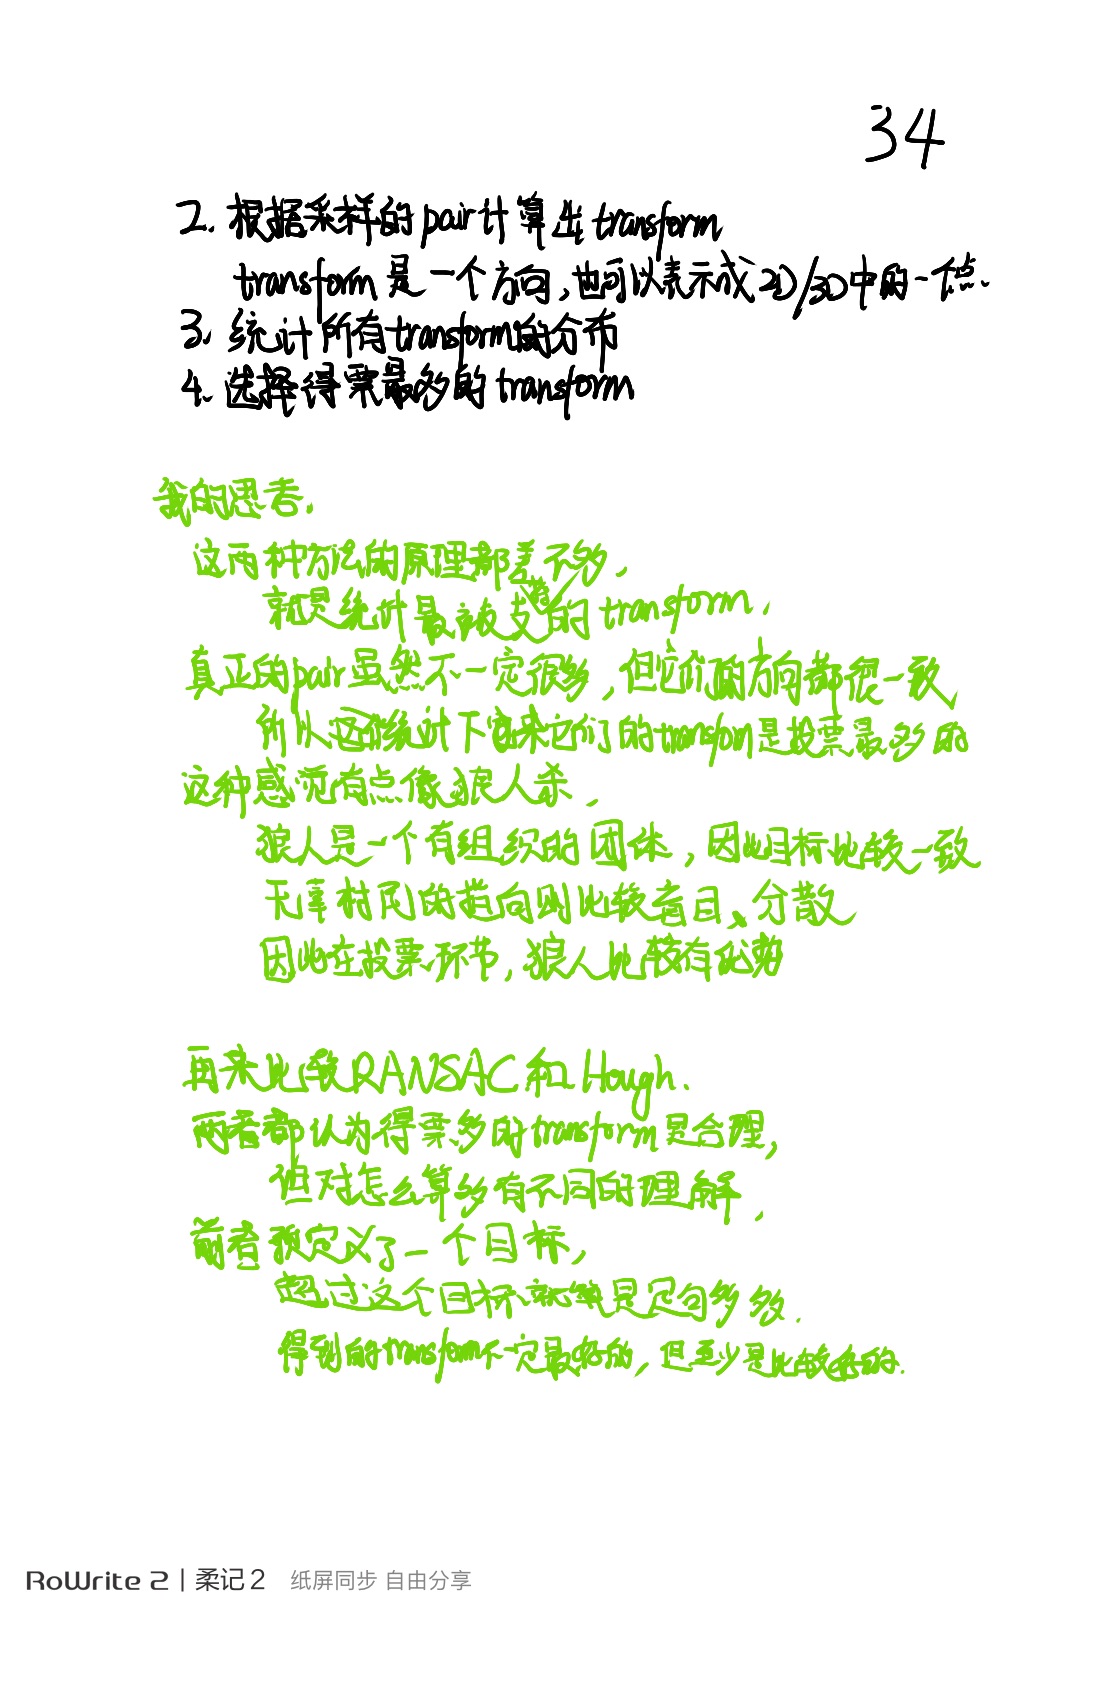 34
2. 根据采样的pair计算出transform
transform是一个方向,也可以表示成2D/3D中的一个点.
3. 统计所有transform的分布
4. 选择得票最多的transform
我的思考.
这两种方法的原理都差不多,
就是统计最被支持的transform.
真正的pair虽然不一定很多,但它们的方向都很一致,
所以这统计下来它们的transform是投票最多的
这种感觉有点像狼人杀,
狼人是一个有组织的团体,因此目标比较一致
无辜村民的指向则比较盲目、分散
因此在投票环节,狼人比较有优势
再来比较RANSAC和Hough.
两者都认为得票多的transform是合理,
但对怎么算多有不同的理解,
前者预定义了一个目标,
超过这个目标就算是足够多多.
得到的transform不一定最好的,但至少是比较好的.
RoWrite 2 | 柔记2 纸屏同步 自由分享